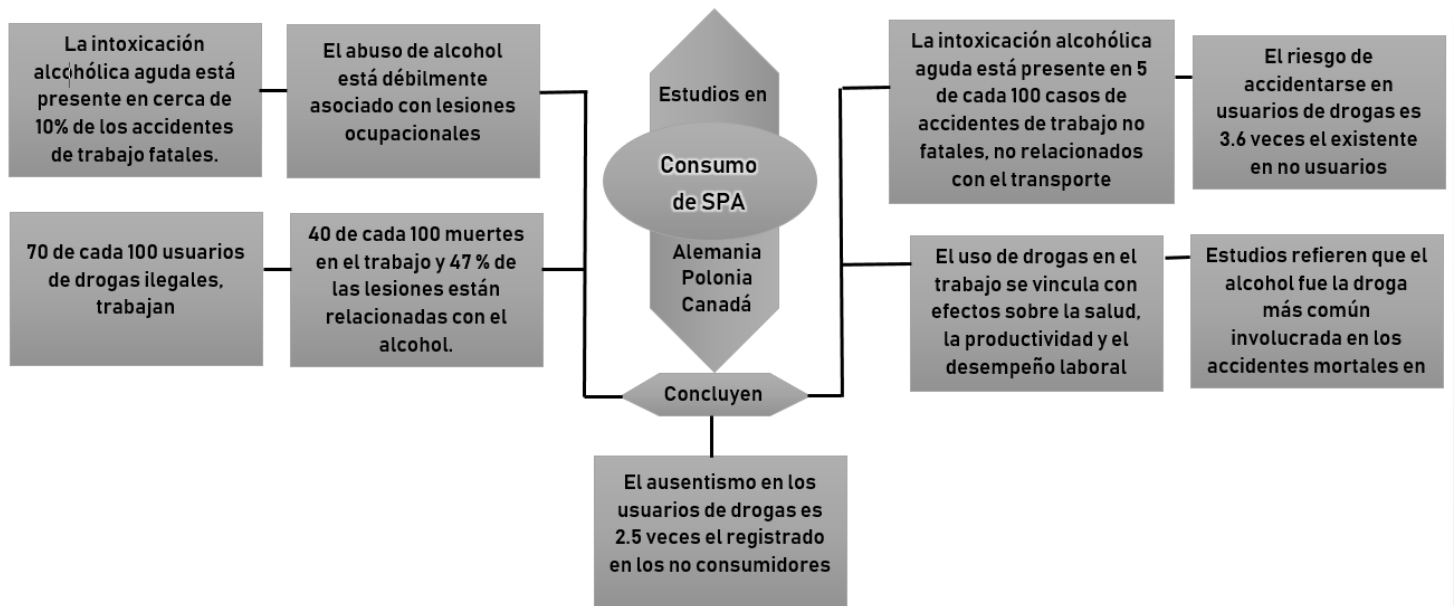 La intoxicación
alcohólica aguda está
presente en cerca de
10% de los accidentes
de trabajo fatales.
El abuso de alcohol
está débilmente
asociado con lesiones
ocupacionales
70 de cada 100 usuarios
de drogas ilegales,
trabajan
40 de cada 100 muertes
en el trabajo y 47 % de
las lesiones están
relacionadas con el
alcohol.
Estudios en
Consumo
de SPA
Alemania
Polonia
Canadá
Concluyen
El ausentismo en los
usuarios de drogas es
2.5 veces el registrado
en los no consumidores
La intoxicación alcohólica
aguda está presente en 5
de cada 100 casos de
accidentes de trabajo no
fatales, no relacionados
con el transporte
El riesgo de
accidentarse en
usuarios de drogas es
3.6 veces el existente
en no usuarios
El uso de drogas en el
trabajo se vincula con
efectos sobre la salud,
la productividad y el
desempeño laboral
Estudios refieren que el
alcohol fue la droga
más común
involucrada en los
accidentes mortales en